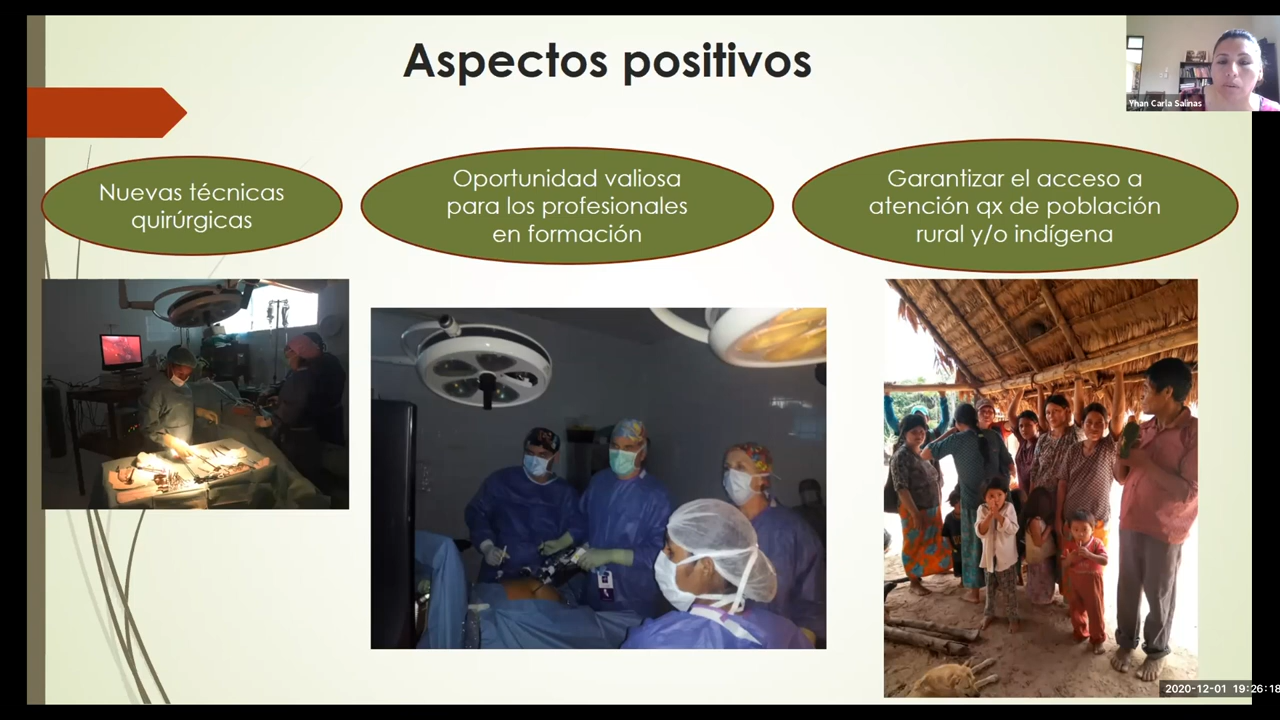 Aspectos positivos
Yhan Carla Salinas
Nuevas técnicas
quirúrgicas
Oportunidad valiosa
para los profesionales
en formación
Garantizar el acceso a
atención qx de población
rural y/o indígena
2020-12-01 19:26:18